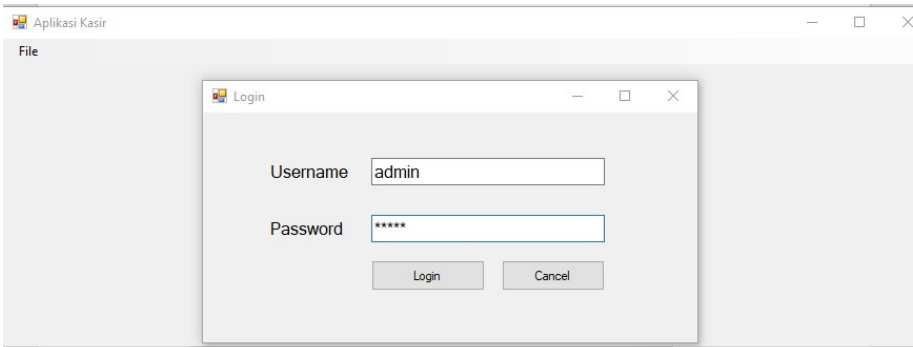 Aplikasi Kasir
File
Login
Username admin
Password *****
Login Cancel